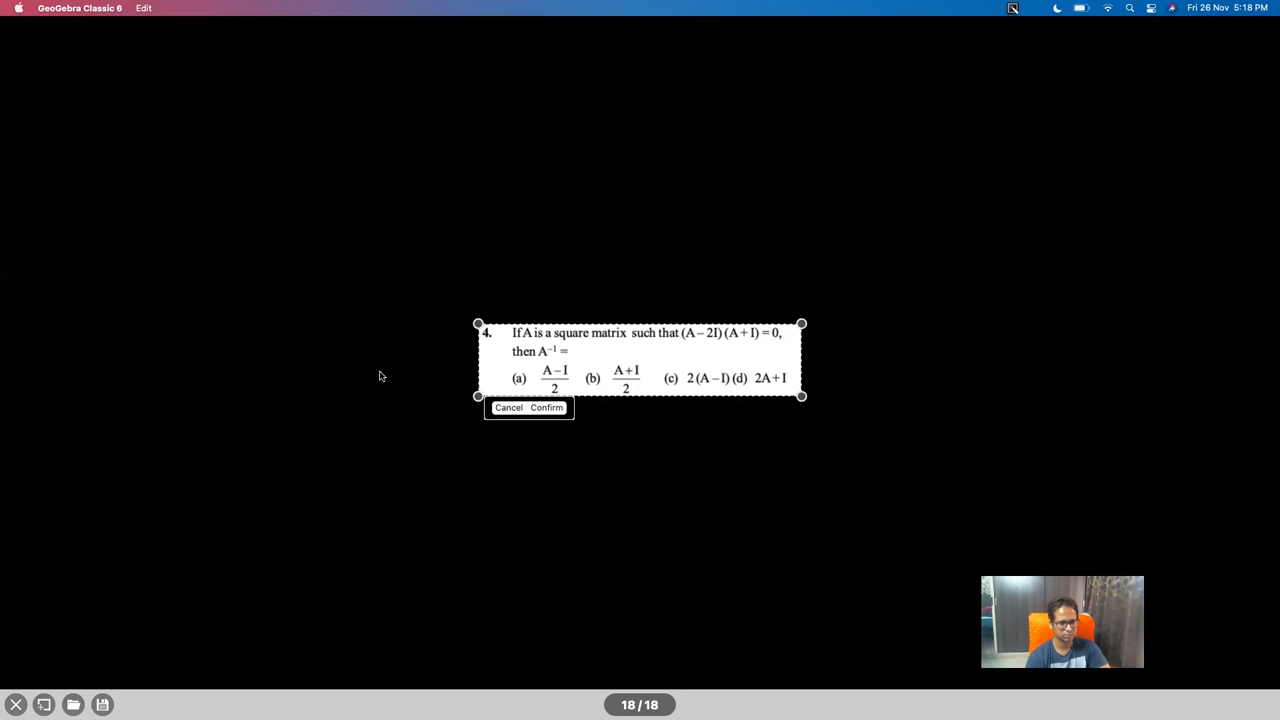 GeoGebra Classic 6 Edit Fri 26 Nov 5:18 PM
4. If A is a square matrix such that (A – 2I) (A + I) = 0,
then A⁻¹ =
(a) A – I / 2 (b) A + I / 2 (c) 2 (A – I) (d) 2A + I
Cancel Confirm
18 / 18